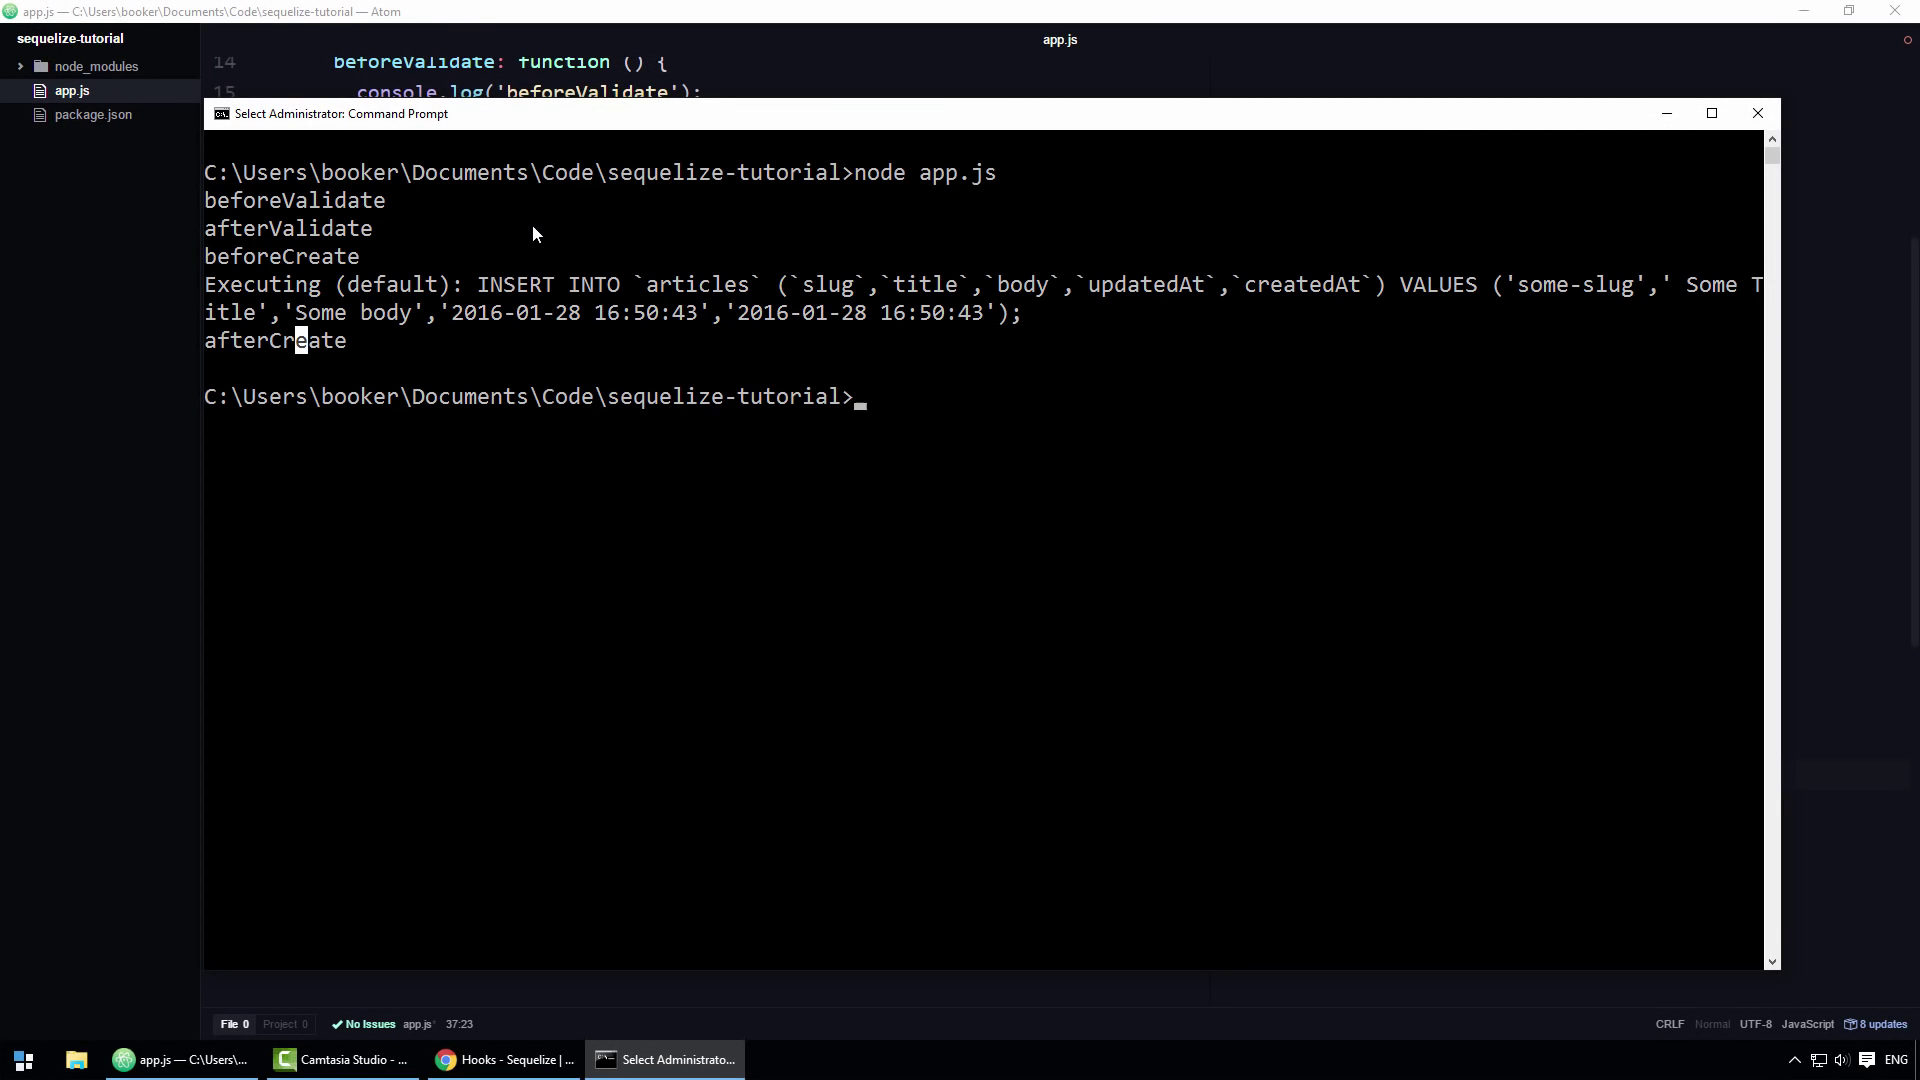 app.js — C:\Users\booker\Documents\Code\sequelize-tutorial — Atom
sequelize-tutorial
node_modules
app.js
package.json
app.js
14 beforeValidate: function () {
15 console.log('beforeValidate');
Select Administrator: Command Prompt
C:\Users\booker\Documents\Code\sequelize-tutorial>node app.js
beforeValidate
afterValidate
beforeCreate
Executing (default): INSERT INTO `articles` (`slug`,`title`,`body`,`updatedAt`,`createdAt`) VALUES ('some-slug',' Some T
itle','Some body','2016-01-28 16:50:43','2016-01-28 16:50:43');
afterCreate
C:\Users\booker\Documents\Code\sequelize-tutorial>
File 0 Project 0 No Issues app.js* 37:23 CRLF Normal UTF-8 JavaScript 8 updates
app.js — C:\Users\... Camtasia Studio - ... Hooks - Sequelize | ... Select Administrato... ENG